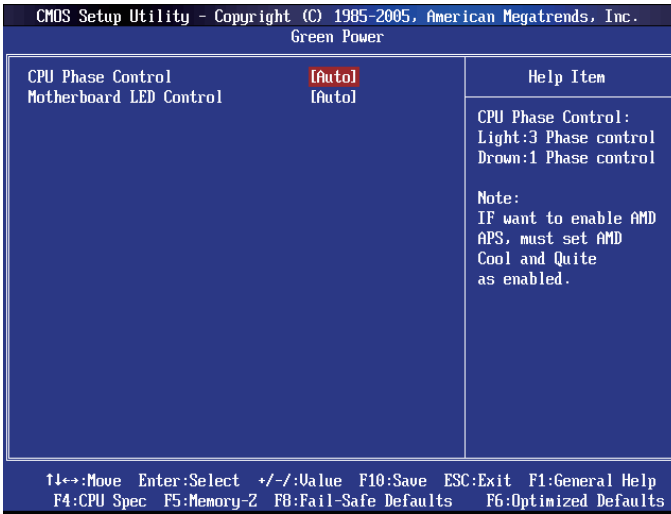 CMOS Setup Utility - Copyright (C) 1985-2005, American Megatrends, Inc.
Green Power
CPU Phase Control [Auto]
Motherboard LED Control [Auto]
Help Item
CPU Phase Control:
Light:3 Phase control
Drown:1 Phase control
Note:
IF want to enable AMD
APS, must set AMD
Cool and Quite
as enabled.
↑↓←→:Move Enter:Select +/-/:Value F10:Save ESC:Exit F1:General Help
F4:CPU Spec F5:Memory-Z F8:Fail-Safe Defaults F6:Optimized Defaults